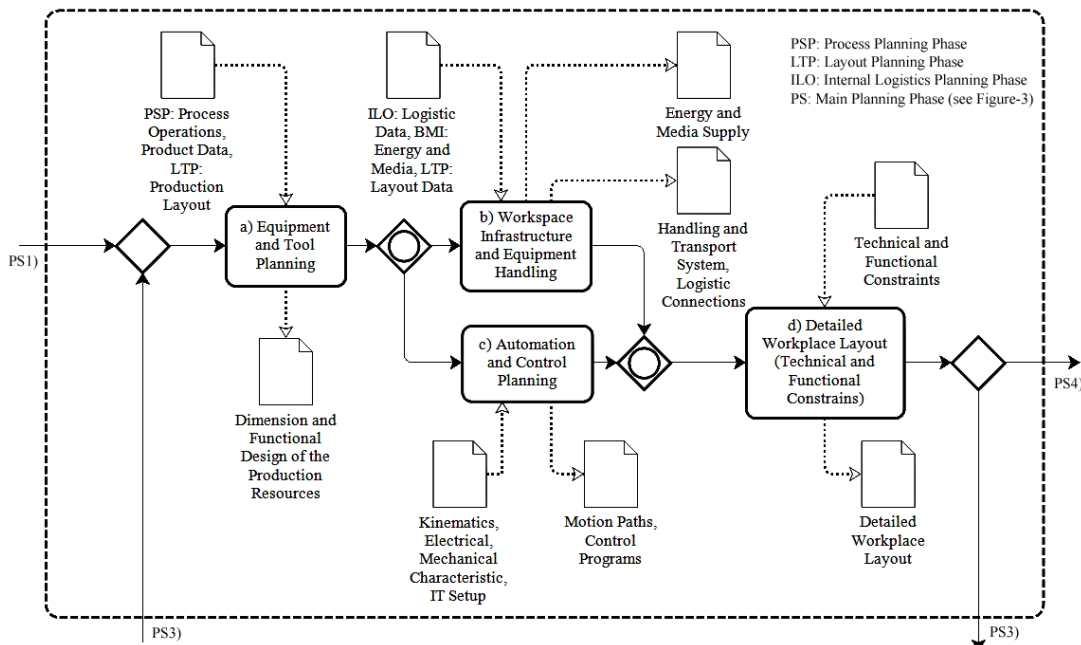 PSP: Process Planning Phase
LTP: Layout Planning Phase
ILO: Internal Logistics Planning Phase
PS: Main Planning Phase (see Figure-3)
PSP: Process
Operations,
Product Data,
LTP:
Production
Layout
ILO: Logistic
Data, BMI:
Energy and
Media, LTP:
Layout Data
Energy and
Media Supply
Handling and
Transport
System,
Logistic
Connections
Technical and
Functional
Constraints
PS1)
a) Equipment
and Tool
Planning
b) Workspace
Infrastructure
and Equipment
Handling
c) Automation
and Control
Planning
d) Detailed
Workplace Layout
(Technical and
Functional
Constrains)
PS4)
Dimension and
Functional
Design of the
Production
Resources
Kinematics,
Electrical,
Mechanical
Characteristic,
IT Setup
Motion Paths,
Control
Programs
Detailed
Workplace
Layout
PS3)
PS3)